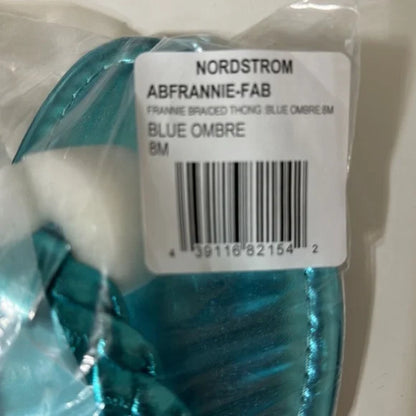 NORDSTROM
ABFRANNIE-FAB
FRANNIE BRAIDED THONG: BLUE OMBRE,8M
BLUE OMBRE
8M
4 39116 82154 2